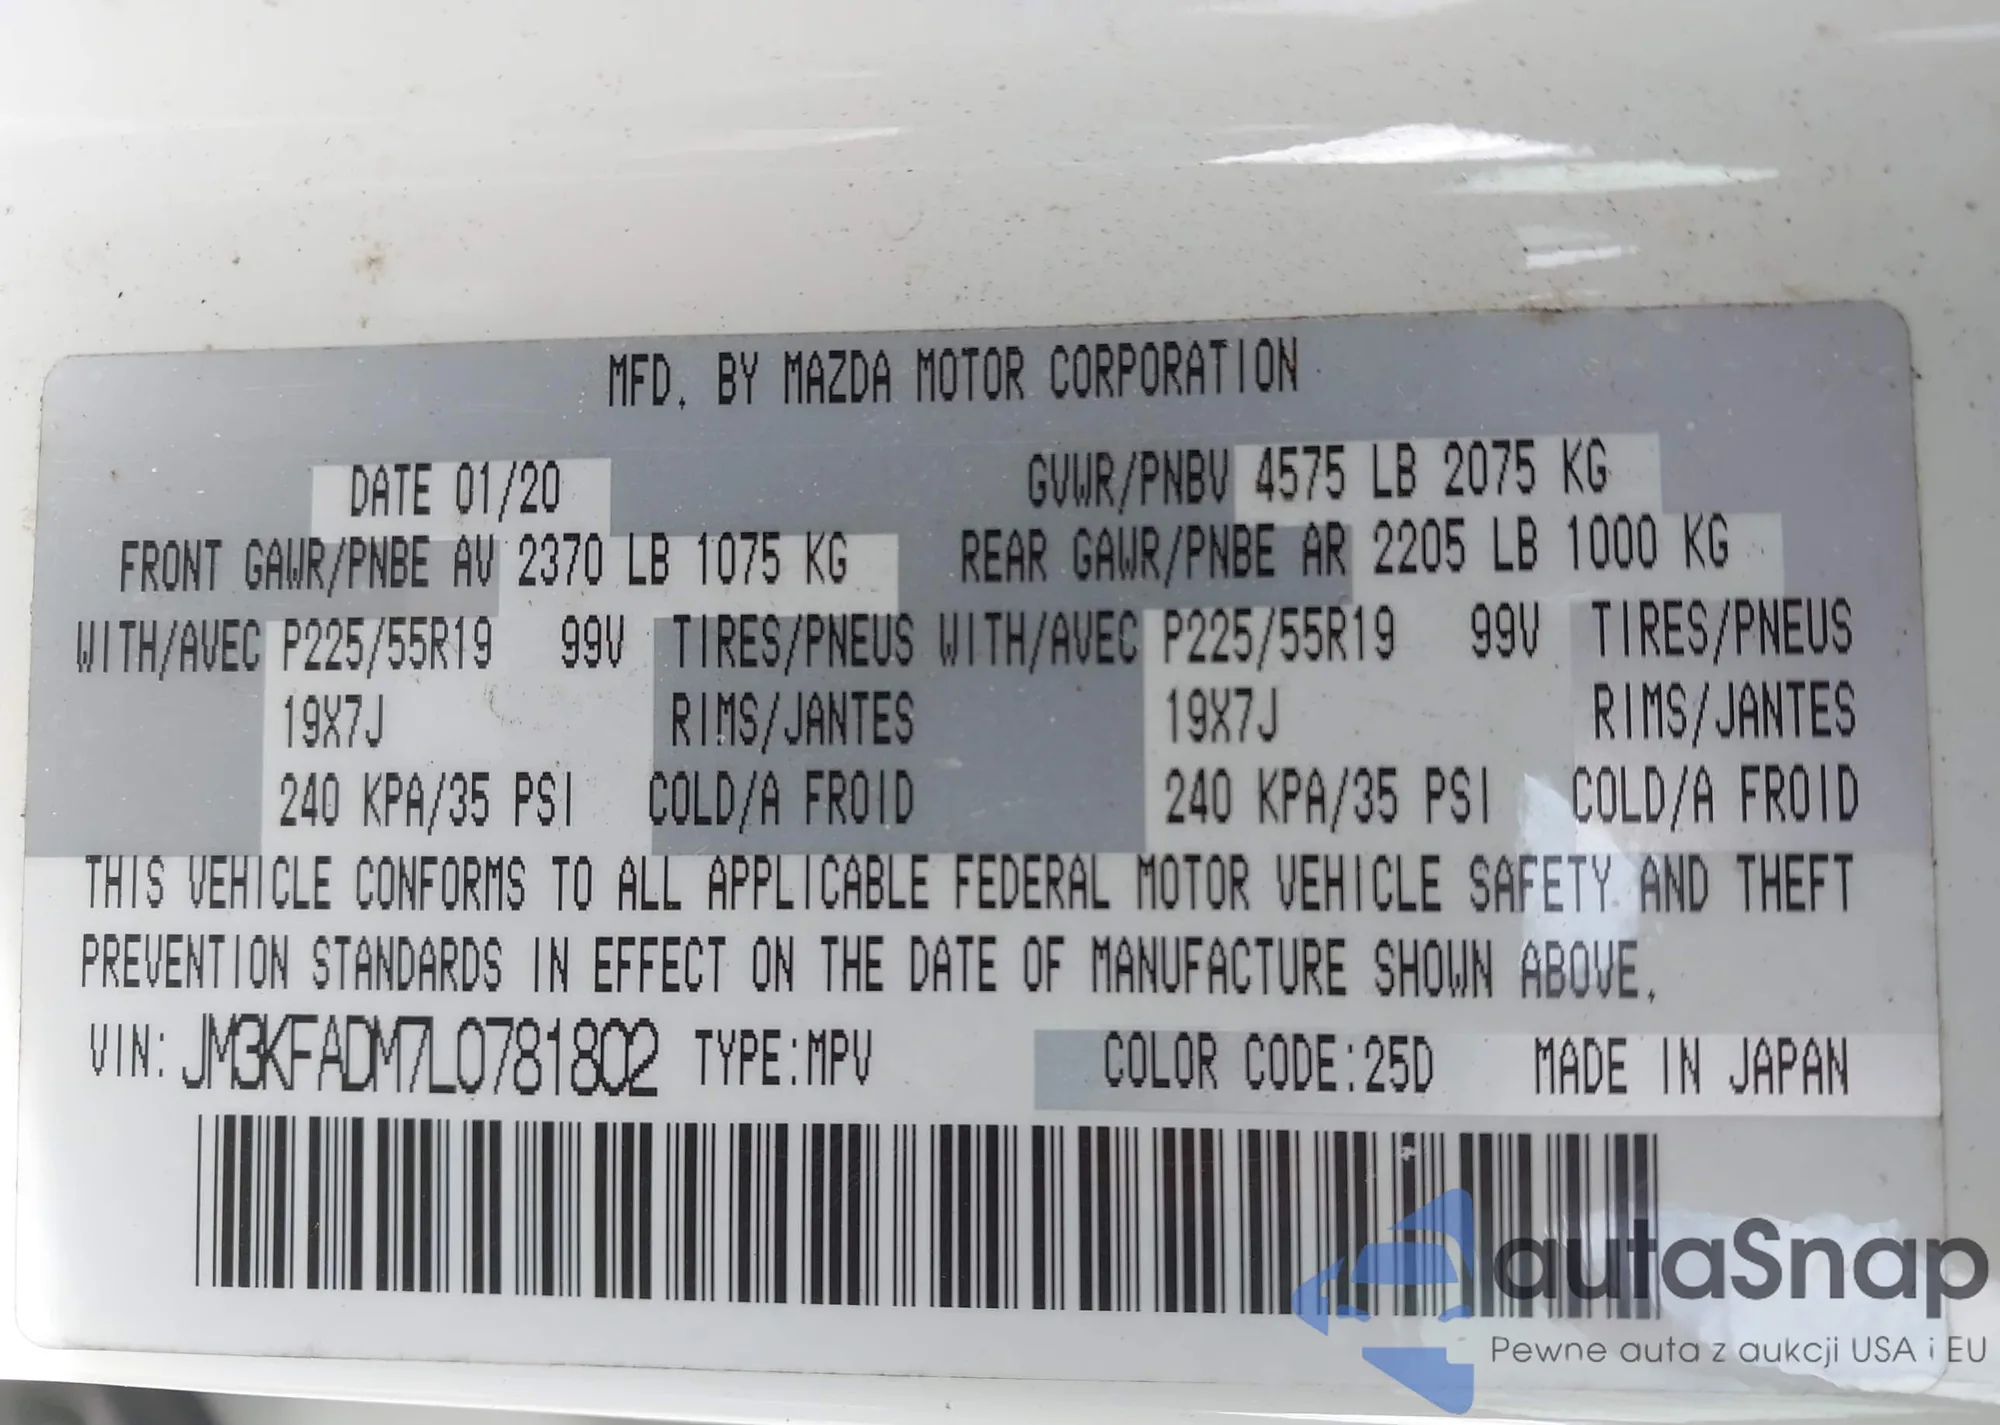 MFD. BY MAZDA MOTOR CORPORATION
DATE 01/20 GVWR/PNBV 4575 LB 2075 KG
FRONT GAWR/PNBE AV 2370 LB 1075 KG REAR GAWR/PNBE AR 2205 LB 1000 KG
WITH/AVEC P225/55R19 99V TIRES/PNEUS WITH/AVEC P225/55R19 99V TIRES/PNEUS
19X7J RIMS/JANTES 19X7J RIMS/JANTES
240 KPA/35 PSI COLD/A FROID 240 KPA/35 PSI COLD/A FROID
THIS VEHICLE CONFORMS TO ALL APPLICABLE FEDERAL MOTOR VEHICLE SAFETY AND THEFT
PREVENTION STANDARDS IN EFFECT ON THE DATE OF MANUFACTURE SHOWN ABOVE.
VIN: JM3KFADM7L0781802 TYPE:MPV COLOR CODE:25D MADE IN JAPAN
autaSnap
Pewne auta z aukcji USA i EU